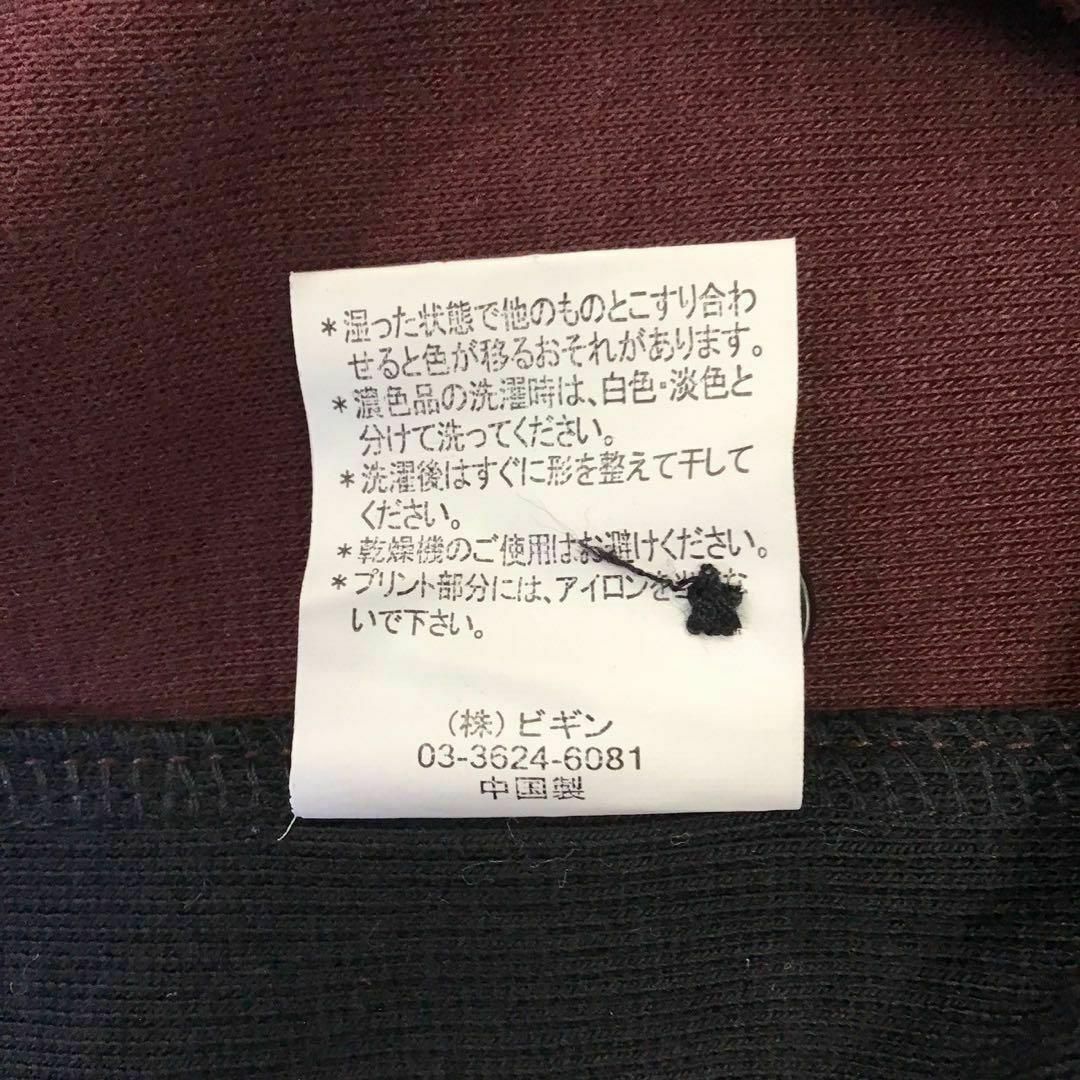 *湿った状態で他のものとこすり合わ
せると色が移るおそれがあります。
*濃色品の洗濯時は、白色・淡色と
分けて洗ってください。
*洗濯後はすぐに形を整えて干して
ください。
*乾燥機のご使用はお避けください。
*プリント部分には、アイロンを な
いで下さい。
(株)ビギン
03-3624-6081
中国製